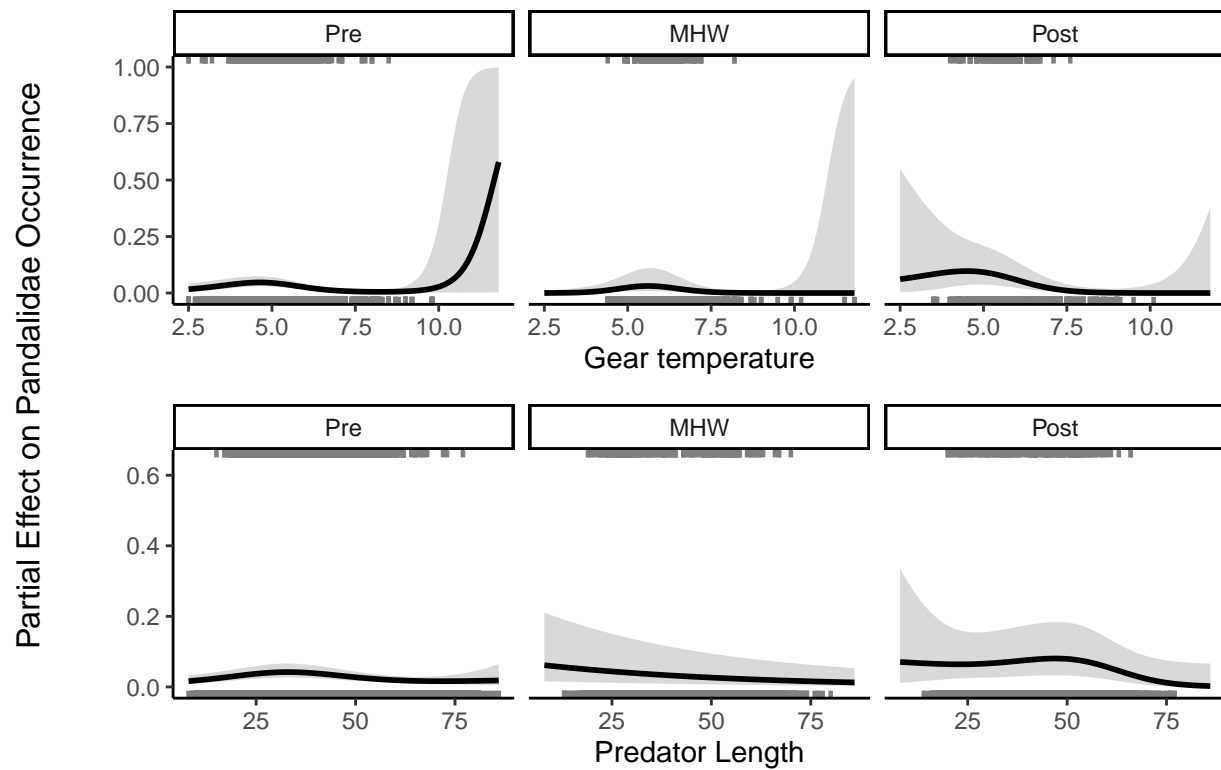 Partial Effect on Pandalidae Occurrence
Pre MHW Post
1.00
0.75
0.50
0.25
0.00
2.5 5.0 7.5 10.0 2.5 5.0 7.5 10.0 2.5 5.0 7.5 10.0
Gear temperature
Pre MHW Post
0.6
0.4
0.2
0.0
25 50 75 25 50 75 25 50 75
Predator Length